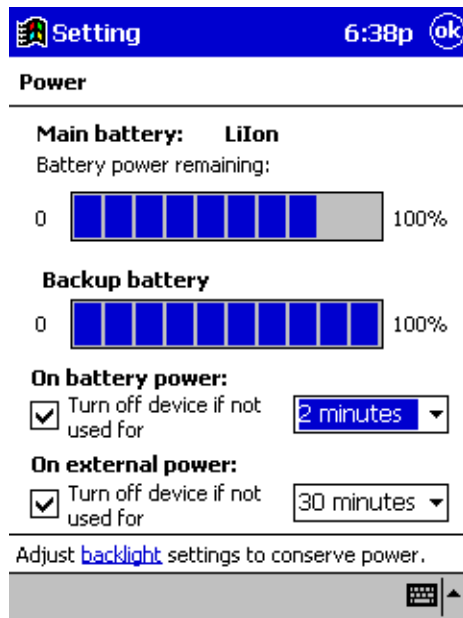 Setting 6:38p ok
Power
Main battery: LiIon
Battery power remaining:
0 100%
Backup battery
0 100%
On battery power:
Turn off device if not
used for
2 minutes
On external power:
Turn off device if not
used for
30 minutes
Adjust backlight settings to conserve power.